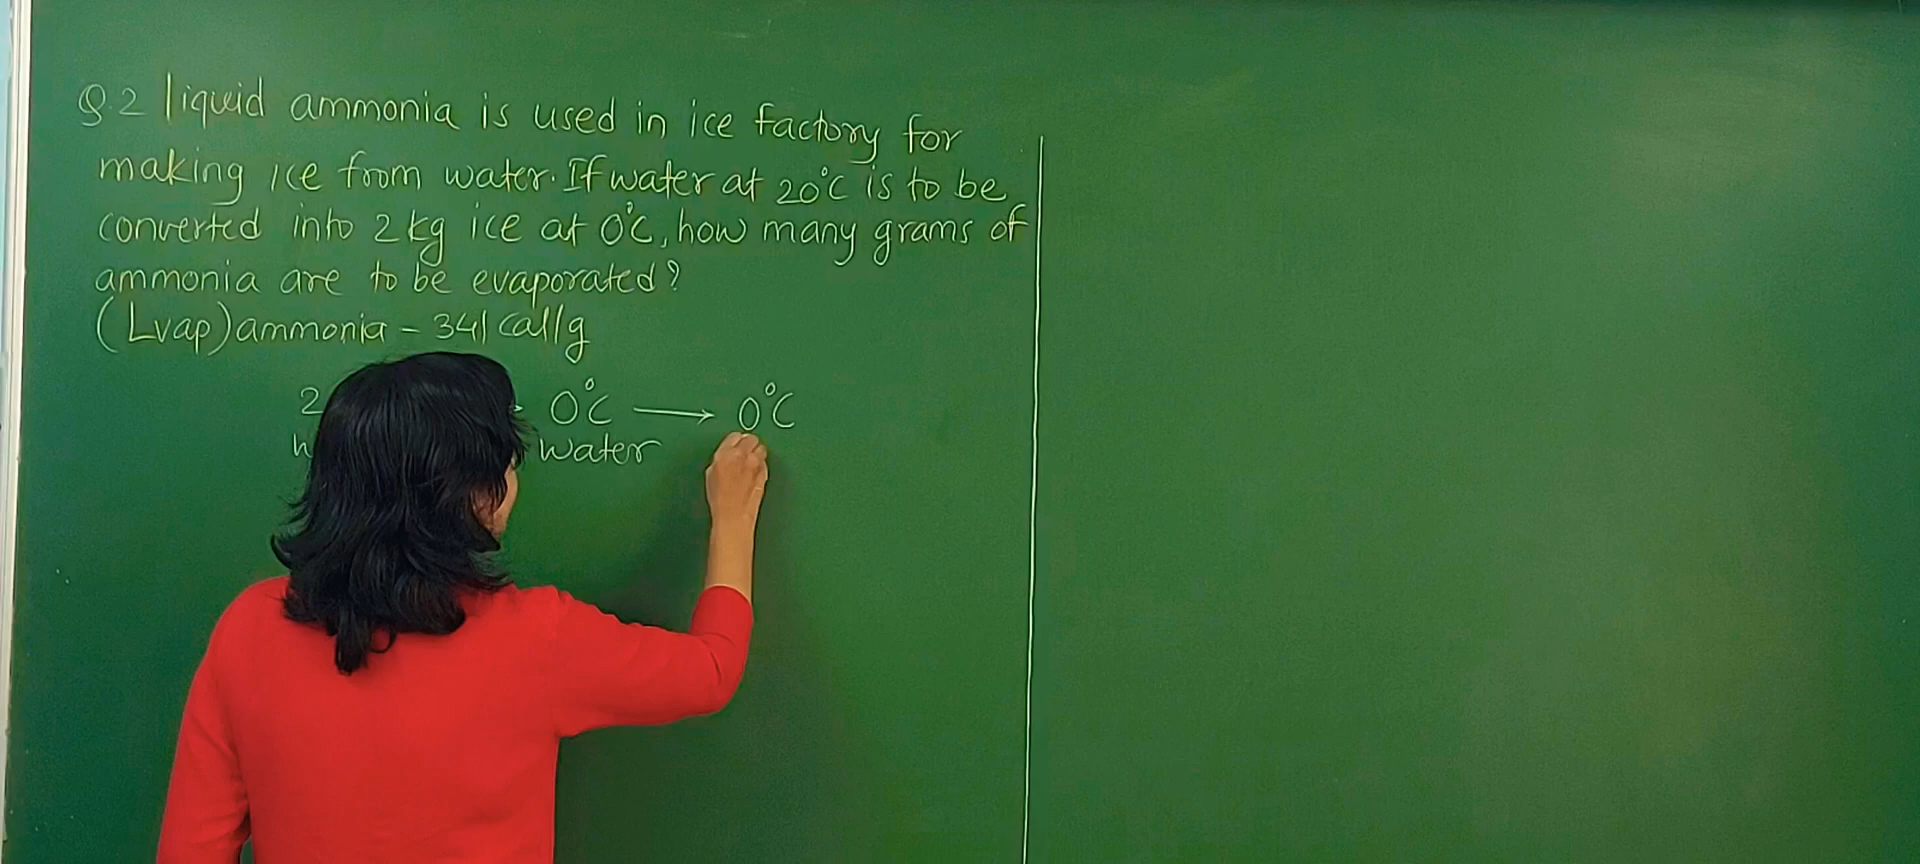 Q.2 liquid ammonia is used in ice factory for
making ice from water. If water at 20°C is to be
converted into 2 kg ice at 0°C, how many grams of
ammonia are to be evaporated?
(Lvap) ammonia - 341 cal/g
2 0°C → 0°C
water